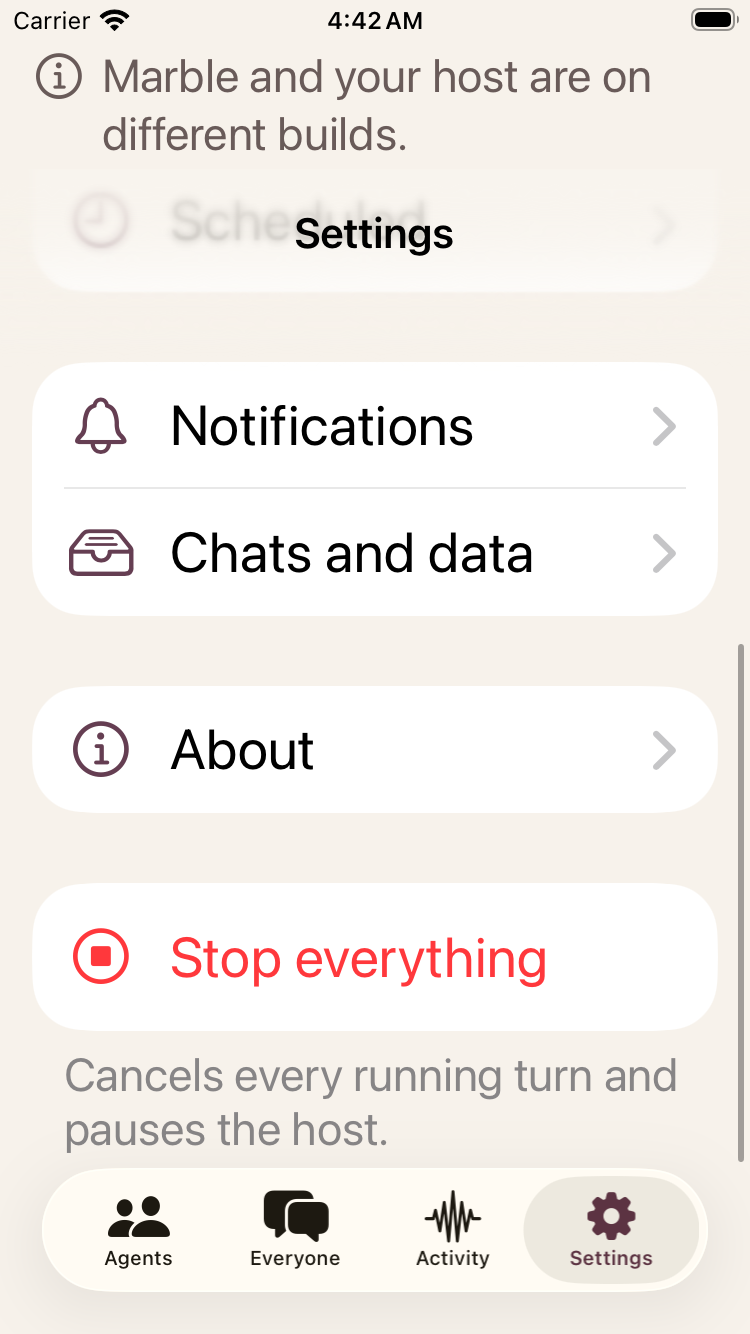 Carrier 4:42 AM
Marble and your host are on
different builds.
Scheduled
Settings
Notifications
Chats and data
About
Stop everything
Cancels every running turn and
pauses the host.
Agents Everyone Activity Settings